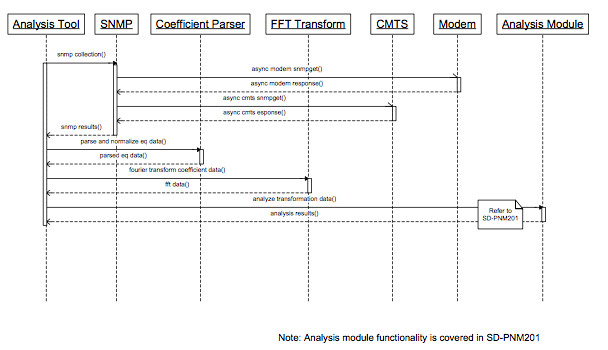 Analysis Tool
SNMP
Coefficient Parser
FFT Transform
CMTS
Modem
Analysis Module
snmp collection()
async modem snmpget()
async modem response()
async cmts snmpget()
async cmts esponse()
snmp results()
parse and normalize eq data()
parsed eq data()
fourier transform coefficient data()
fft data()
analyze transformation data()
Refer to
SD-PNM201
analysis results()
Note: Analysis module functionality is covered in SD-PNM201